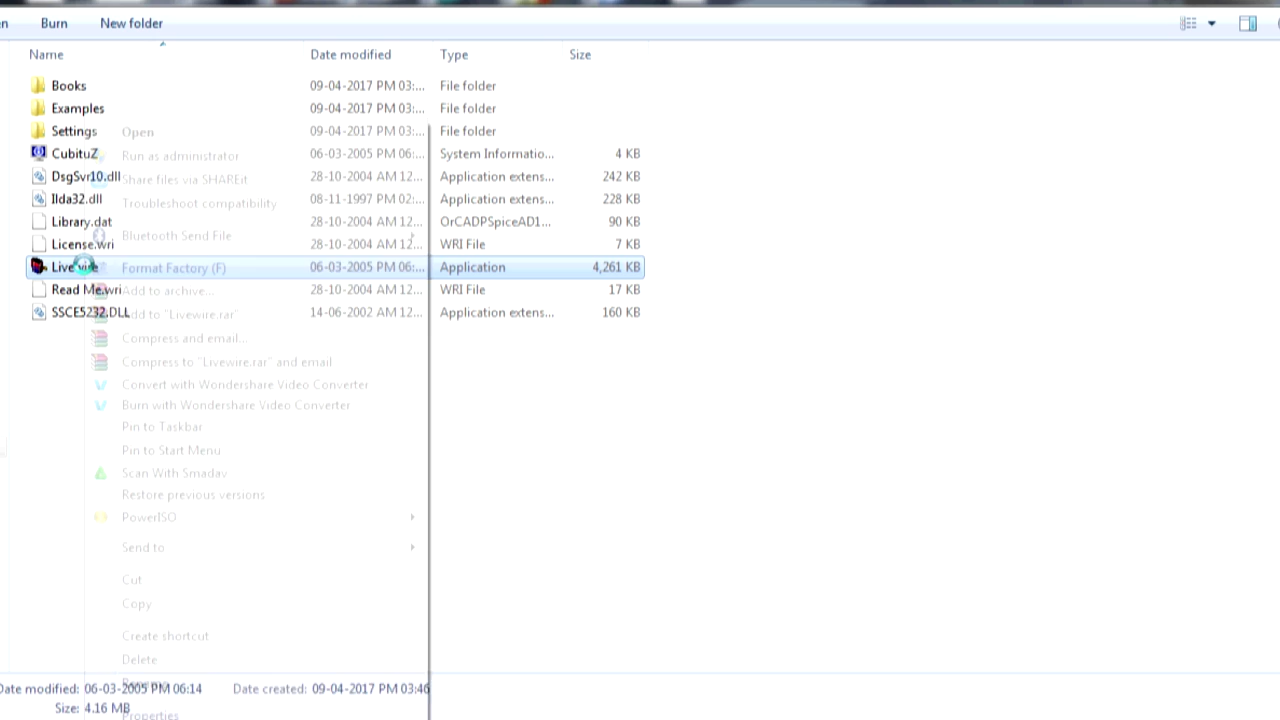 Burn New folder
Name Date modified Type Size
Books 09-04-2017 PM 03:... File folder
Examples 09-04-2017 PM 03:... File folder
Settings 09-04-2017 PM 03:... File folder
CubituZ 06-03-2005 PM 06:... System Informatio... 4 KB
DsgSvr10.dll 28-10-2004 AM 12... Application extens... 242 KB
Ilda32.dll 08-11-1997 PM 02:... Application extens... 228 KB
Library.dat 28-10-2004 AM 12... OrCADPSpiceAD1... 90 KB
License.wri 28-10-2004 AM 12... WRI File 7 KB
Livewire 06-03-2005 PM 06:... Application 4,261 KB
Read Me.wri 28-10-2004 AM 12... WRI File 17 KB
SSCE5232.DLL 14-06-2002 AM 12... Application extens... 160 KB
Open
Run as administrator
Share files via SHAREit
Troubleshoot compatibility
Bluetooth Send File
Format Factory (F)
Add to archive...
Add to "Livewire.rar"
Compress and email...
Compress to "Livewire.rar" and email
Convert with Wondershare Video Converter
Burn with Wondershare Video Converter
Pin to Taskbar
Pin to Start Menu
Scan With Smadav
Restore previous versions
PowerISO
Send to
Cut
Copy
Create shortcut
Delete
Rename
Properties
Date modified: 06-03-2005 PM 06:14 Date created: 09-04-2017 PM 03:46
Size: 4.16 MB